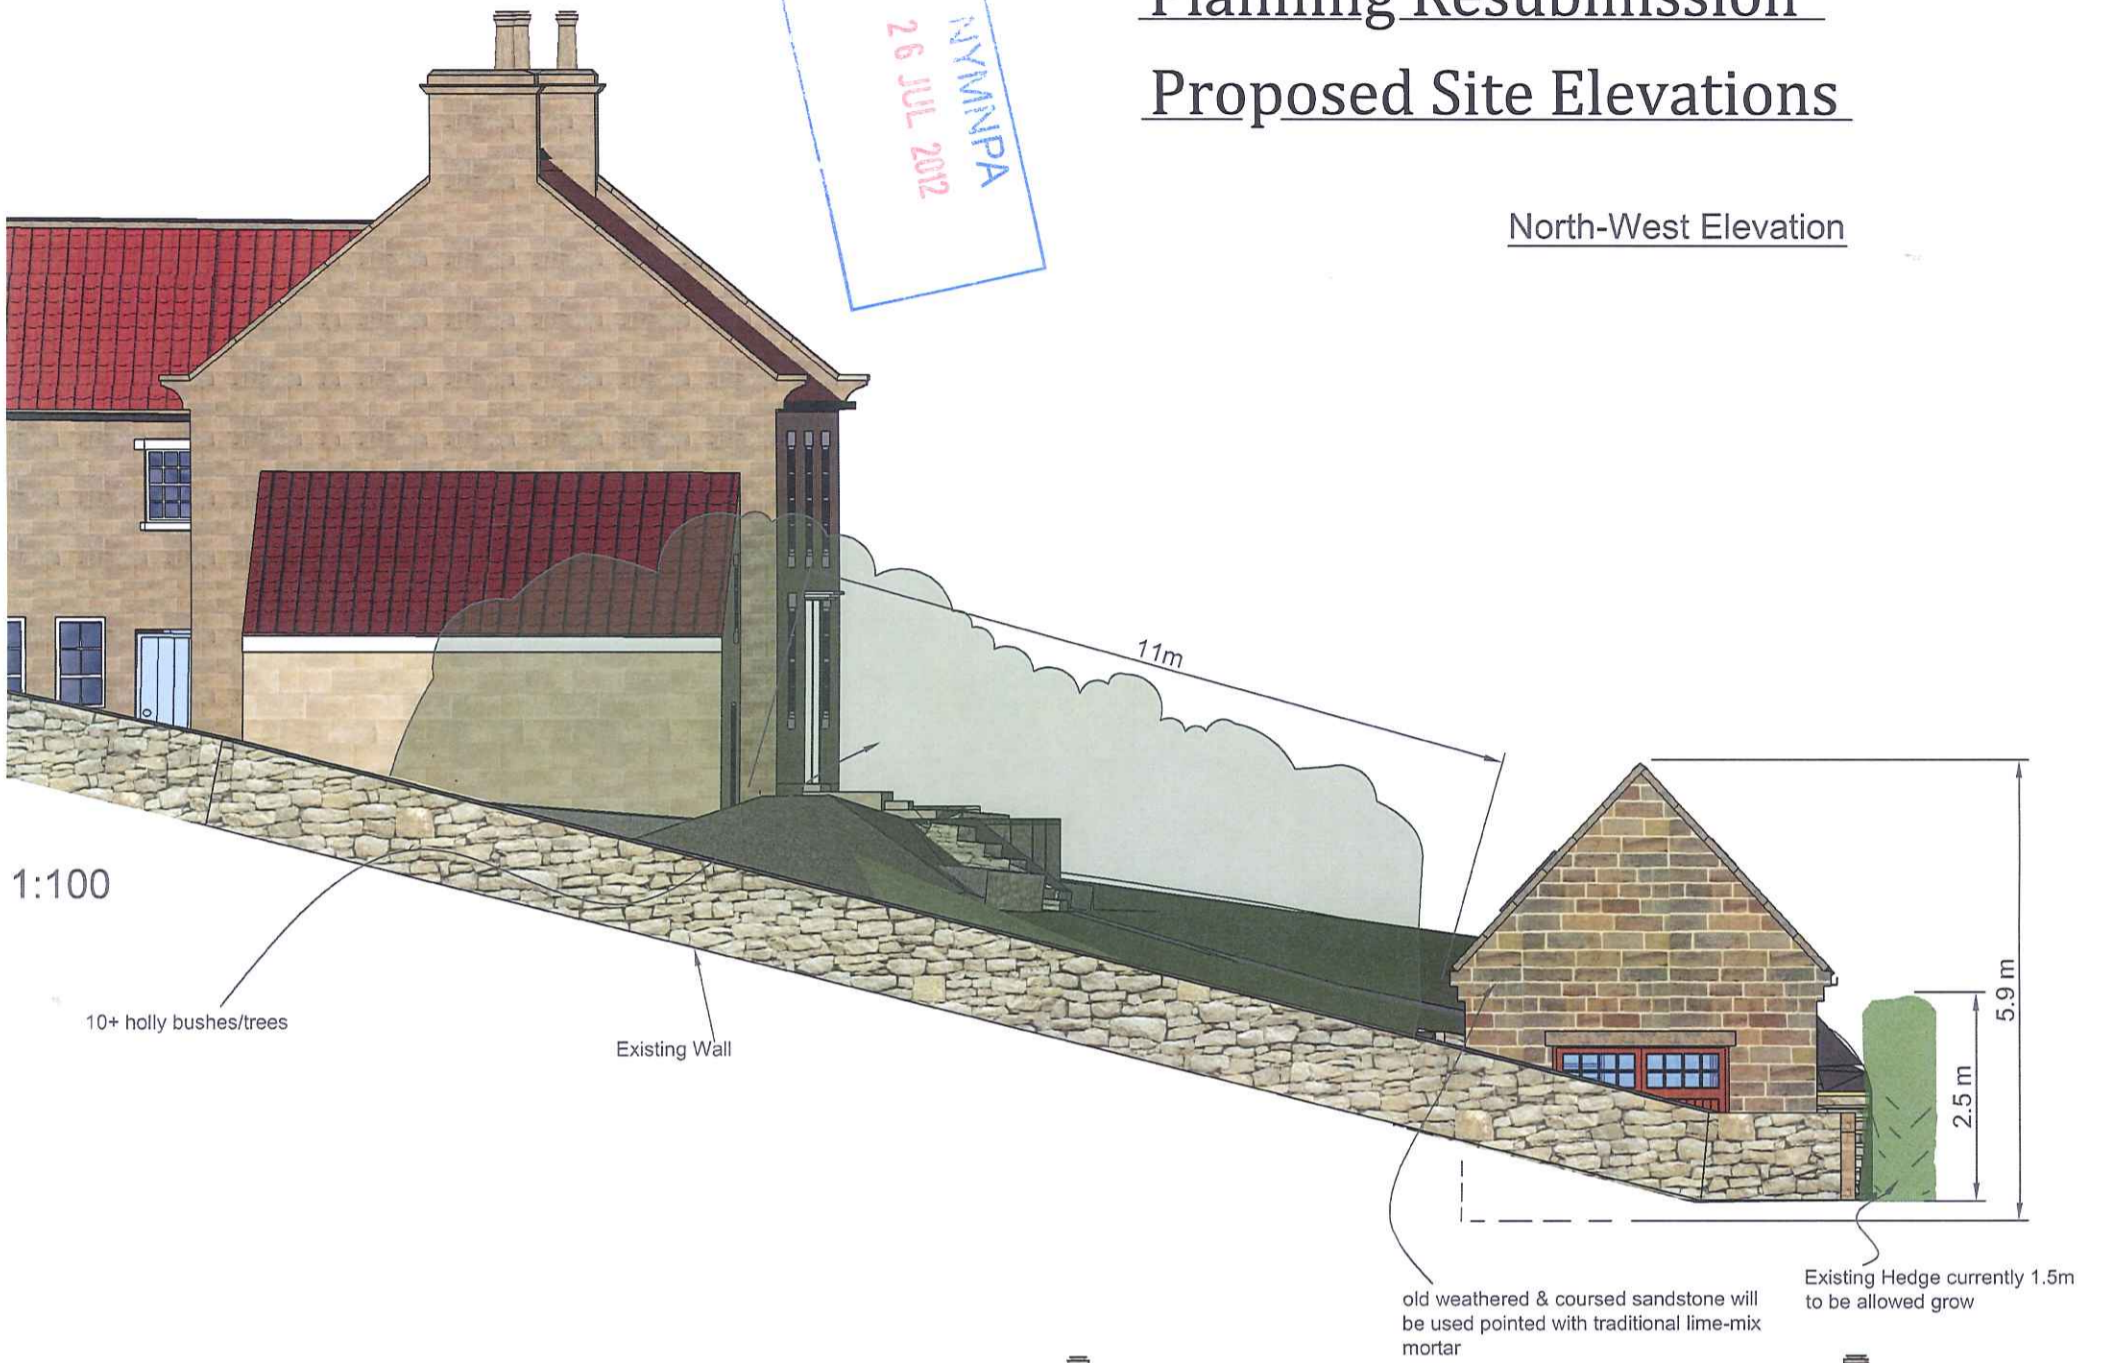 Planning Resubmission
Proposed Site Elevations
North-West Elevation
NYMNPA
26 JUL 2012
11m
1:100
10+ holly bushes/trees
Existing Wall
5.9 m
2.5 m
old weathered & coursed sandstone will
be used pointed with traditional lime-mix
mortar
Existing Hedge currently 1.5m
to be allowed grow